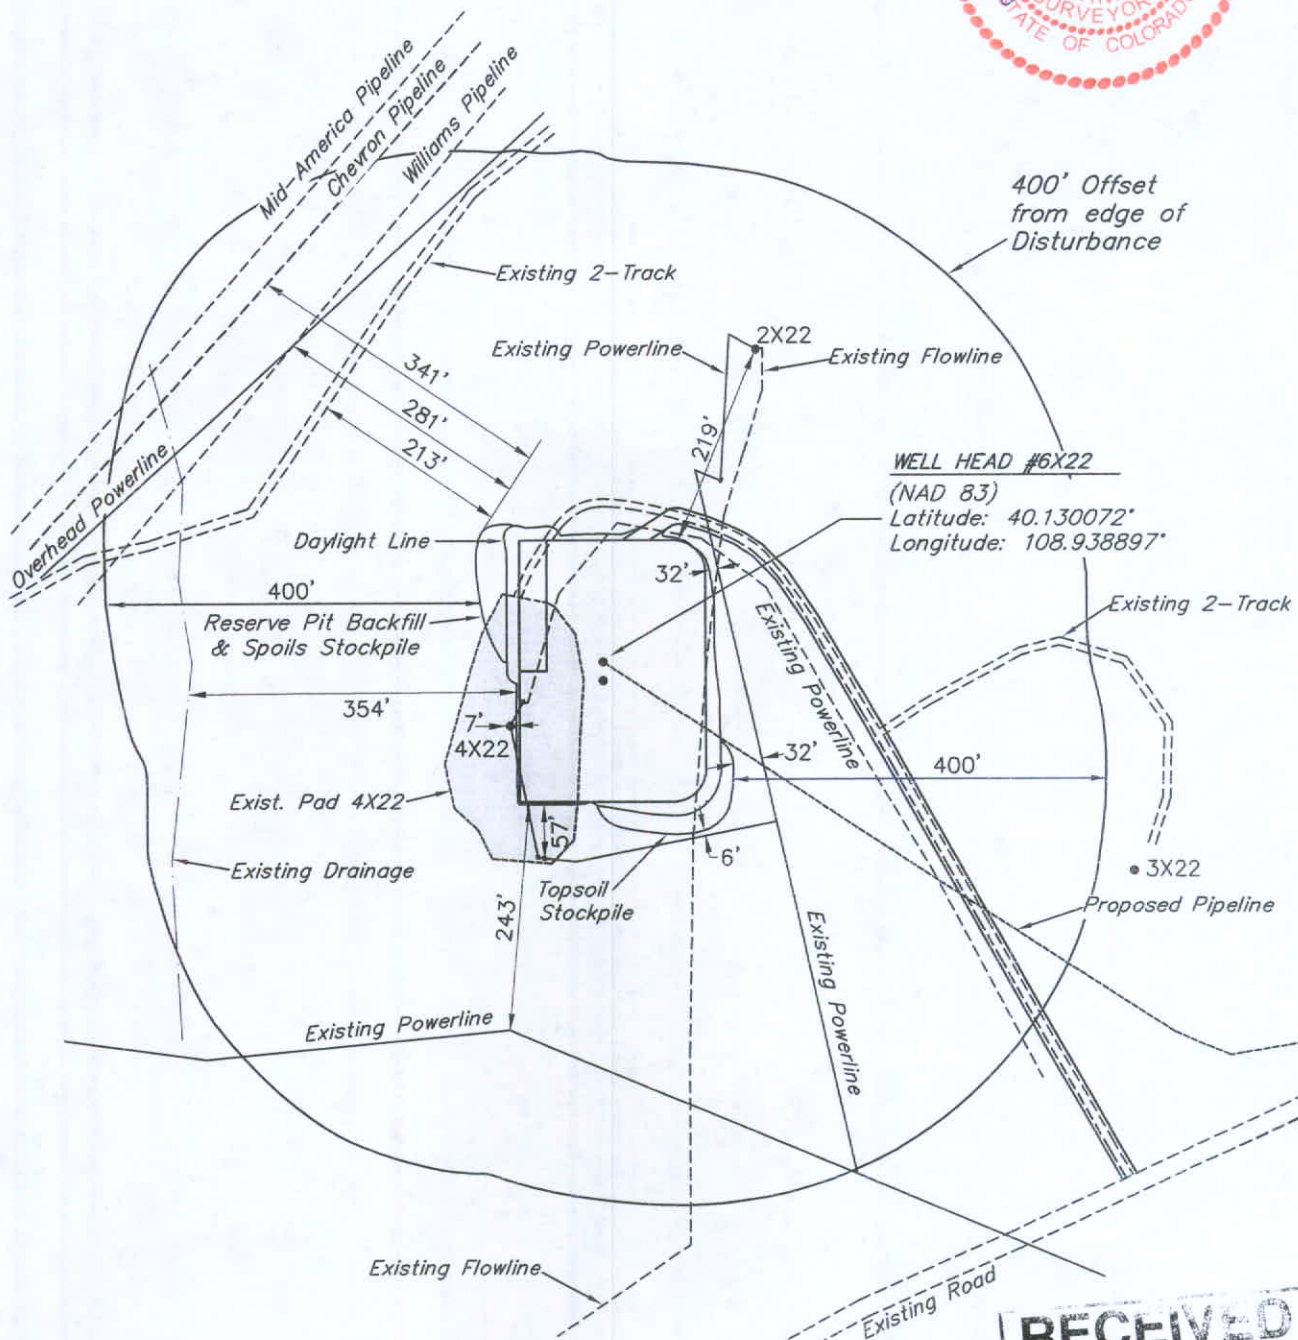 SURVEYOR
STATE OF COLORADO
Mid-America Pipeline
Chevron Pipeline
Williams Pipeline
400' Offset
from edge of
Disturbance
Existing 2-Track
2X22
Existing Powerline
Existing Flowline
341'
281'
213'
219'
WELL HEAD #6X22
(NAD 83)
Latitude: 40.130072°
Longitude: 108.938897°
Overhead Powerline
Daylight Line
32'
400'
Existing 2-Track
Reserve Pit Backfill
& Spoils Stockpile
Existing Powerline
354'
7'
4X22
32'
400'
Exist. Pad 4X22
57'
6'
Existing Drainage
3X22
Topsoil
Stockpile
Proposed Pipeline
243'
Existing Powerline
Existing Powerline
Existing Flowline
Existing Road
RECEIVED